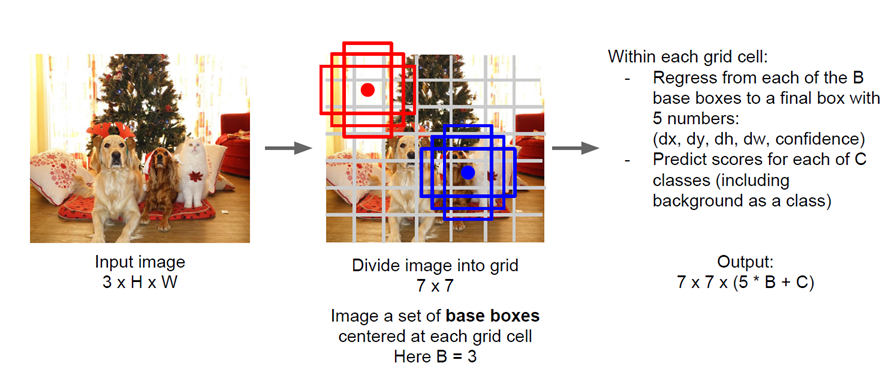 Input image
3 x H x W
Divide image into grid
7 x 7
Image a set of base boxes
centered at each grid cell
Here B = 3
Within each grid cell:
- Regress from each of the B
base boxes to a final box with
5 numbers:
(dx, dy, dh, dw, confidence)
- Predict scores for each of C
classes (including
background as a class)
Output:
7 x 7 x (5 * B + C)